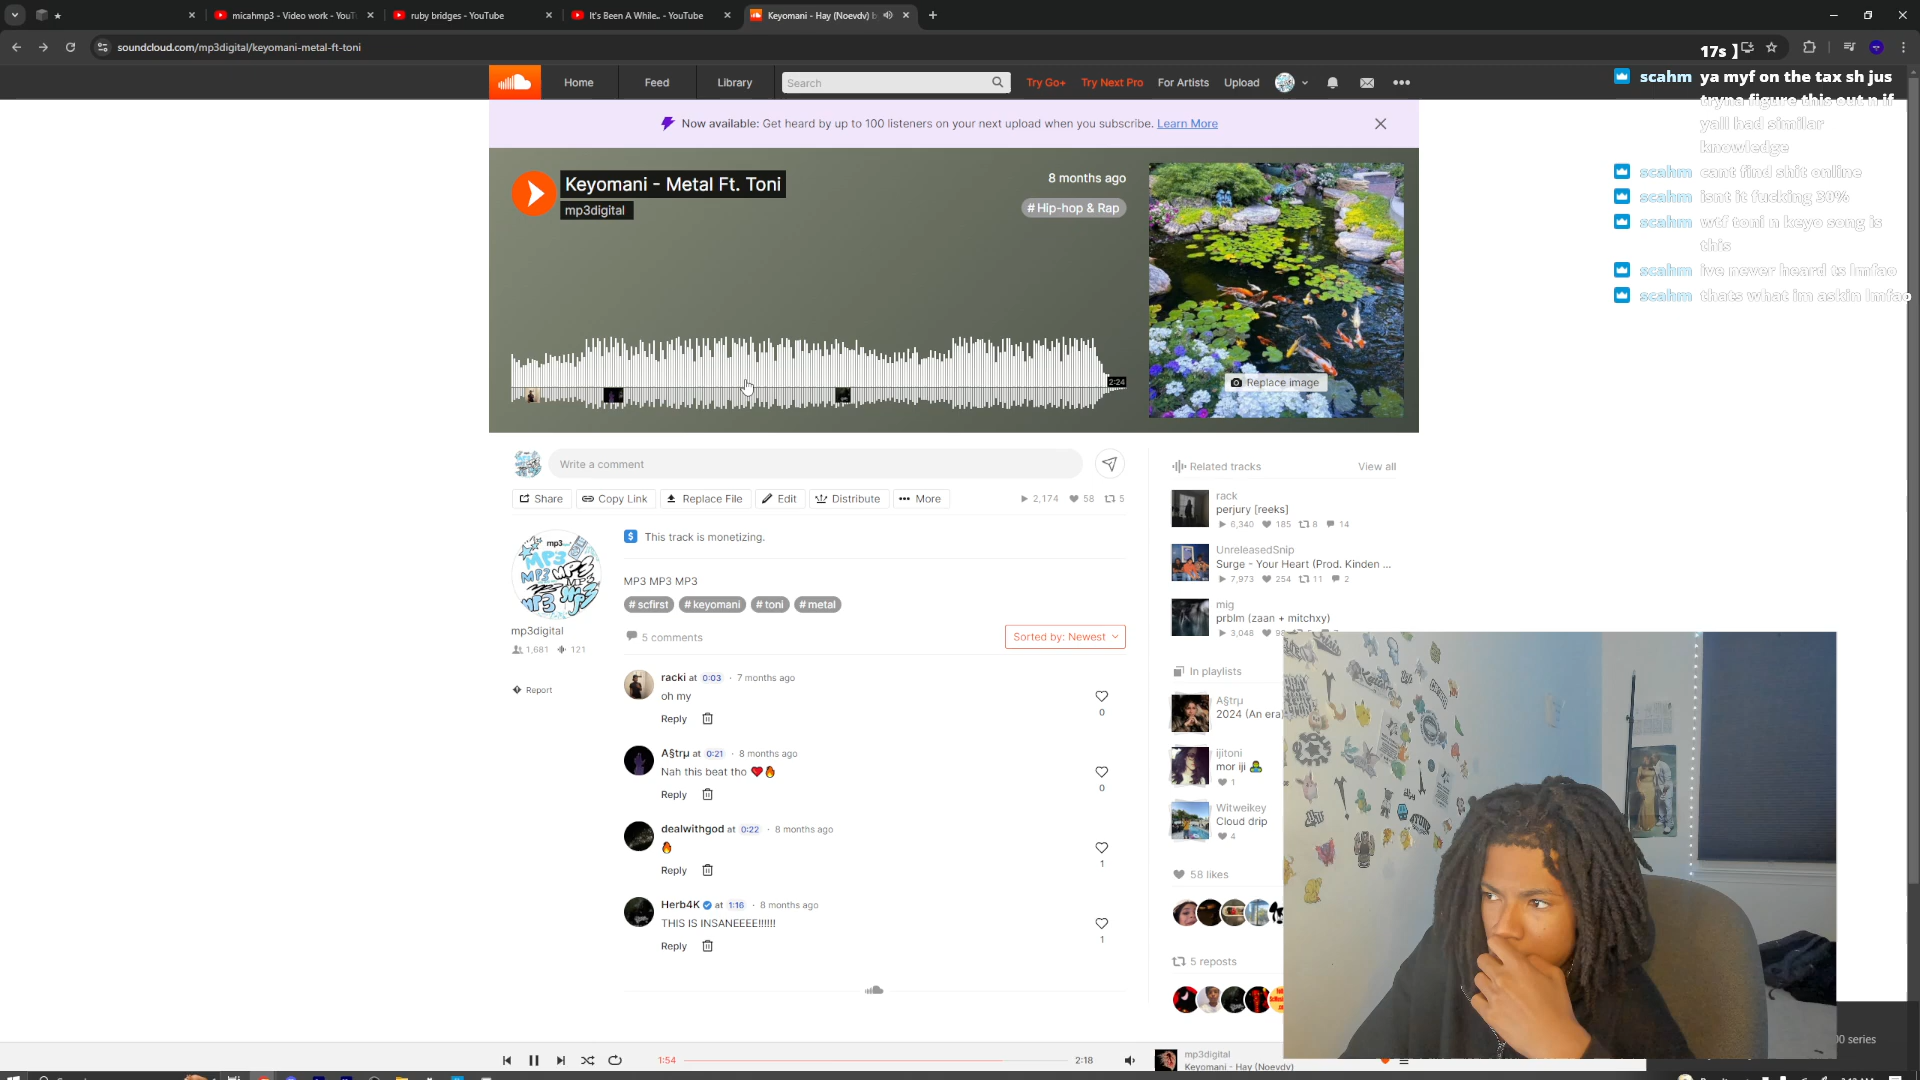 micahmp3 - Video work - YouT
ruby bridges - YouTube
It's Been A While.. - YouTube
Keyomani - Hay (Noevdv) b
soundcloud.com/mp3digital/keyomani-metal-ft-toni
17s ]
Home
Feed
Library
Search
Try Go+
Try Next Pro
For Artists
Upload
scahm ya myf on the tax sh jus
tryna figure this out n if
yall had similar
knowledge
scahm cant find shit online
scahm isnt it fucking 30%
scahm wtf toni n keyo song is
this
scahm ive never heard ts lmfao
scahm thats what im askin lmfao
Now available: Get heard by up to 100 listeners on your next upload when you subscribe. Learn More
Keyomani - Metal Ft. Toni
mp3digital
8 months ago
# Hip-hop & Rap
2:24
Replace image
Write a comment
Share
Copy Link
Replace File
Edit
Distribute
More
2,174
58
5
This track is monetizing.
MP3 MP3 MP3
# scfirst
# keyomani
# toni
# metal
mp3digital
1,681
121
Report
5 comments
Sorted by: Newest
racki at 0:03 · 7 months ago
oh my
Reply
0
A§trµ at 0:21 · 8 months ago
Nah this beat tho ❤️🔥
Reply
0
dealwithgod at 0:22 · 8 months ago
🔥
Reply
1
Herb4K at 1:16 · 8 months ago
THIS IS INSANEEEE!!!!!!
Reply
1
Related tracks
View all
rack
perjury [reeks]
6,340
185
8
14
UnreleasedSnip
Surge - Your Heart (Prod. Kinden ...
7,973
254
11
2
mig
prblm (zaan + mitchxy)
3,048
In playlists
A§trµ
2024 (An era)
ijitoni
mor iji
1
Witweikey
Cloud drip
4
58 likes
5 reposts
1:54
2:18
mp3digital
Keyomani - Hay (Noevdv)
00 series